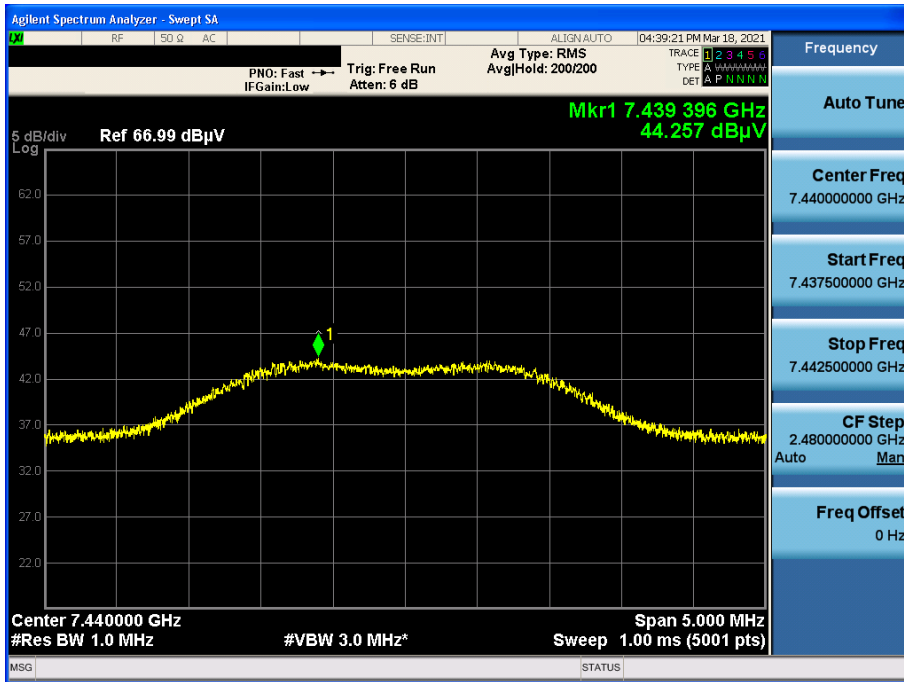 Agilent Spectrum Analyzer - Swept SA
LXI RF 50 Ω AC SENSE:INT ALIGN AUTO 04:39:21 PM Mar 18, 2021
PNO: Fast Trig: Free Run Avg Type: RMS TRACE 1 2 3 4 5 6
IFGain:Low Atten: 6 dB Avg|Hold: 200/200 TYPE A WWWWW
DET A P N N N N
Mkr1 7.439 396 GHz
44.257 dBµV
5 dB/div Ref 66.99 dBµV
Log
62.0
57.0
52.0
47.0
1
42.0
37.0
32.0
27.0
22.0
Center 7.440000 GHz Span 5.000 MHz
#Res BW 1.0 MHz #VBW 3.0 MHz* Sweep 1.00 ms (5001 pts)
MSG STATUS
Frequency
Auto Tune
Center Freq
7.440000000 GHz
Start Freq
7.437500000 GHz
Stop Freq
7.442500000 GHz
CF Step
2.480000000 GHz
Auto Man
Freq Offset
0 Hz